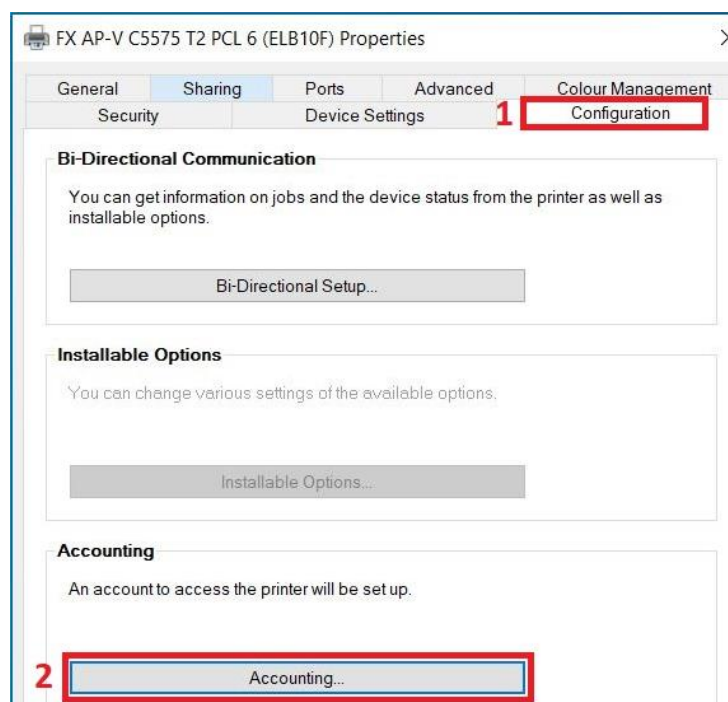 FX AP-V C5575 T2 PCL 6 (ELB10F) Properties
General Sharing Ports Advanced Colour Management
Security Device Settings 1 Configuration
Bi-Directional Communication
You can get information on jobs and the device status from the printer as well as
installable options.
Bi-Directional Setup...
Installable Options
You can change various settings of the available options.
Installable Options...
Accounting
An account to access the printer will be set up.
2 Accounting...